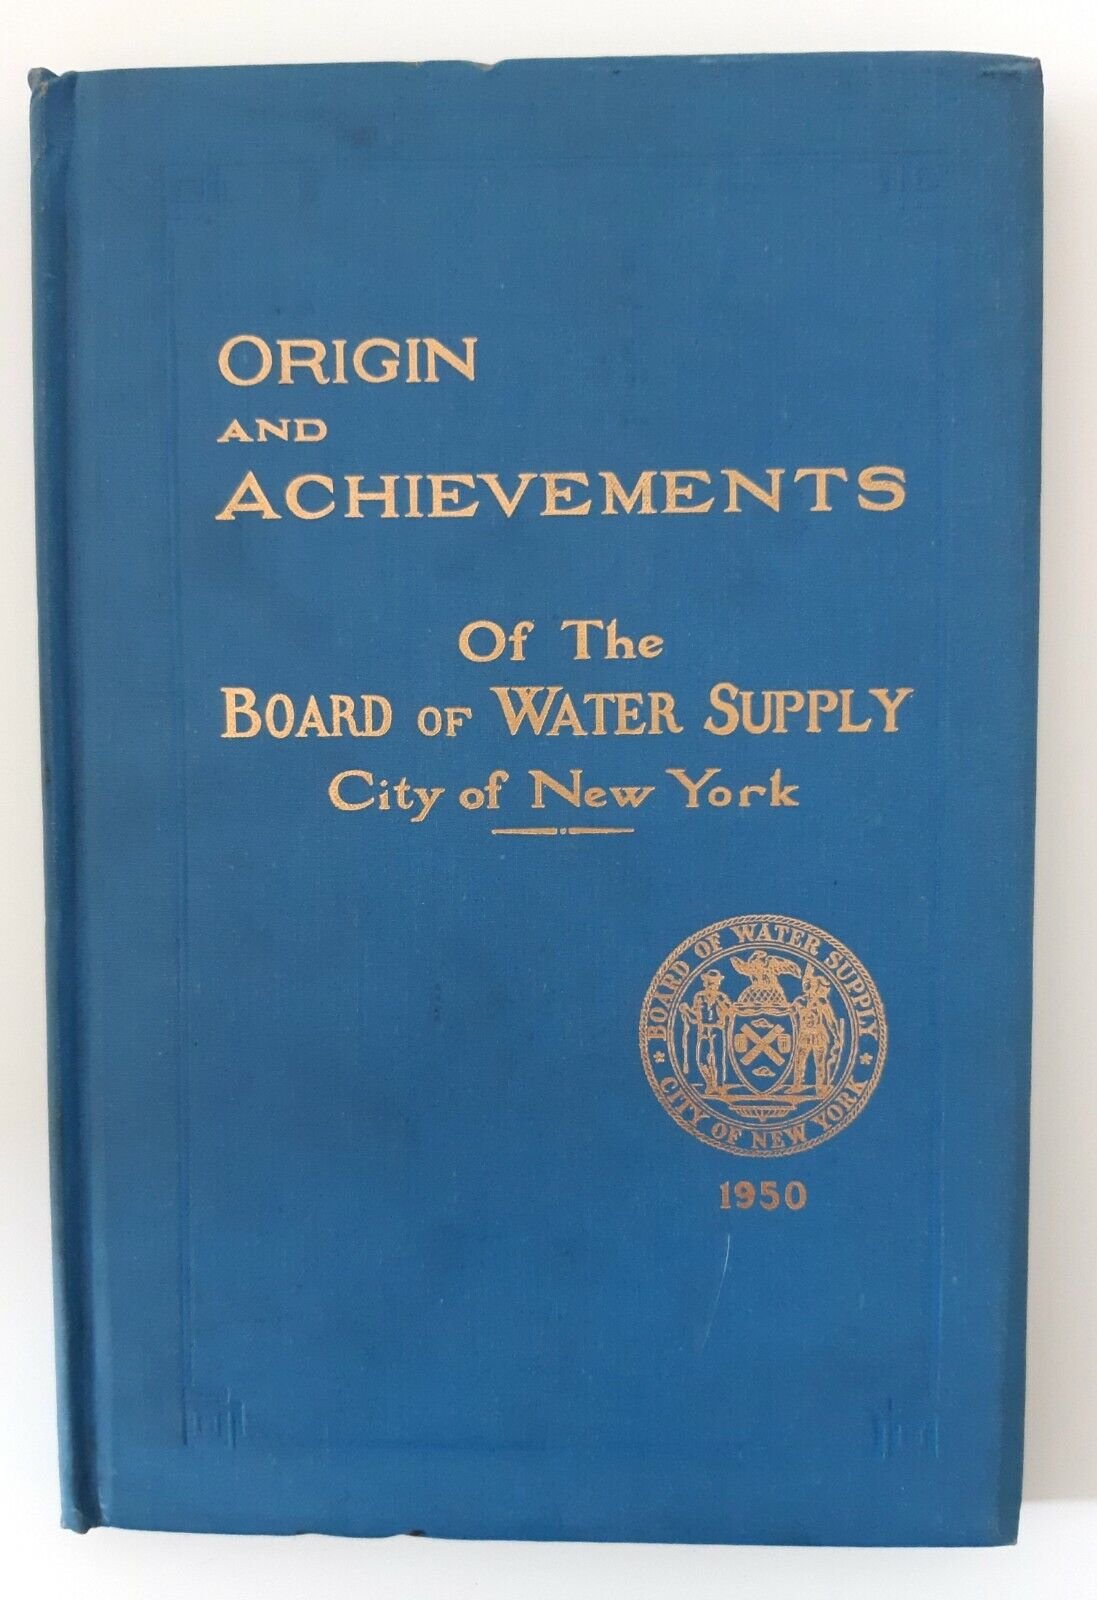 ORIGIN
AND
ACHIEVEMENTS
Of The
BOARD OF WATER SUPPLY
City of New York
BOARD OF WATER SUPPLY
* CITY OF NEW YORK *
1950